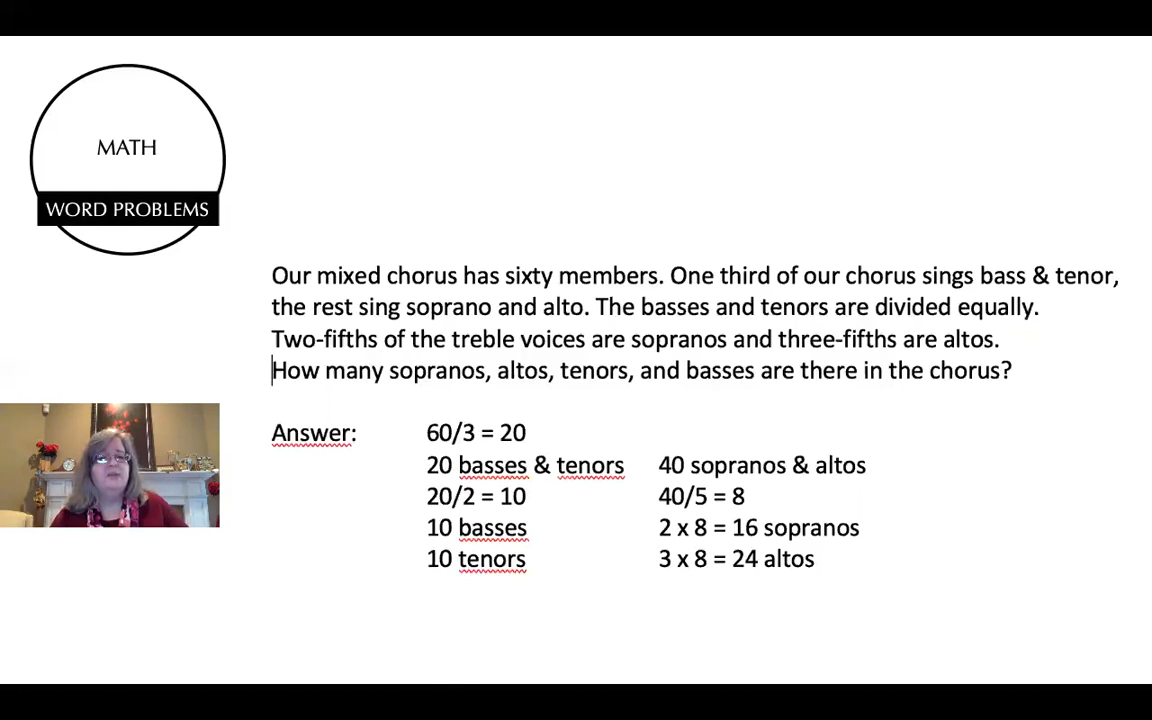 MATH
WORD PROBLEMS
Our mixed chorus has sixty members. One third of our chorus sings bass & tenor,
the rest sing soprano and alto. The basses and tenors are divided equally.
Two-fifths of the treble voices are sopranos and three-fifths are altos.
How many sopranos, altos, tenors, and basses are there in the chorus?
Answer: 60/3 = 20
20 basses & tenors 40 sopranos & altos
20/2 = 10 40/5 = 8
10 basses 2 x 8 = 16 sopranos
10 tenors 3 x 8 = 24 altos